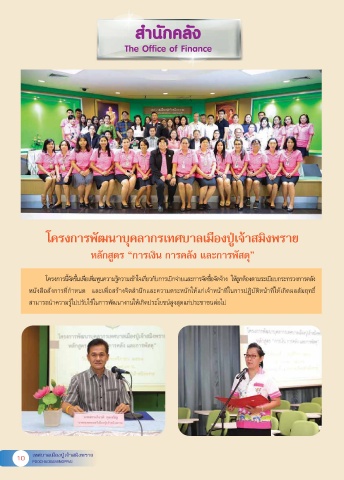 สำนักคลัง
The Office of Finance
โครงการพัฒนาบุคลากรเทศบาลเมืองปู่เจ้าสมิงพราย
หลักสูตร "การเงิน การคลัง และการพัสดุ"
โครงการนี้จัดขึ้นเพื่อเพิ่มพูนความรู้ความเข้าใจเกี่ยวกับการเบิกจ่ายและการจัดซื้อจัดจ้าง ให้ถูกต้องตามระเบียบกระทรวงการคลัง
หนังสือสั่งการที่กำหนด และเพื่อสร้างจิตสำนึกและความตระหนักให้แก่เจ้าหน้าที่ในการปฏิบัติหน้าที่ให้เกิดผลสัมฤทธิ์
สามารถนำความรู้ไปปรับใช้ในการพัฒนางานให้เกิดประโยชน์สูงสุดแก่ประชาชนต่อไป
10
เทศบาลเมืองปู่เจ้าสมิงพราย